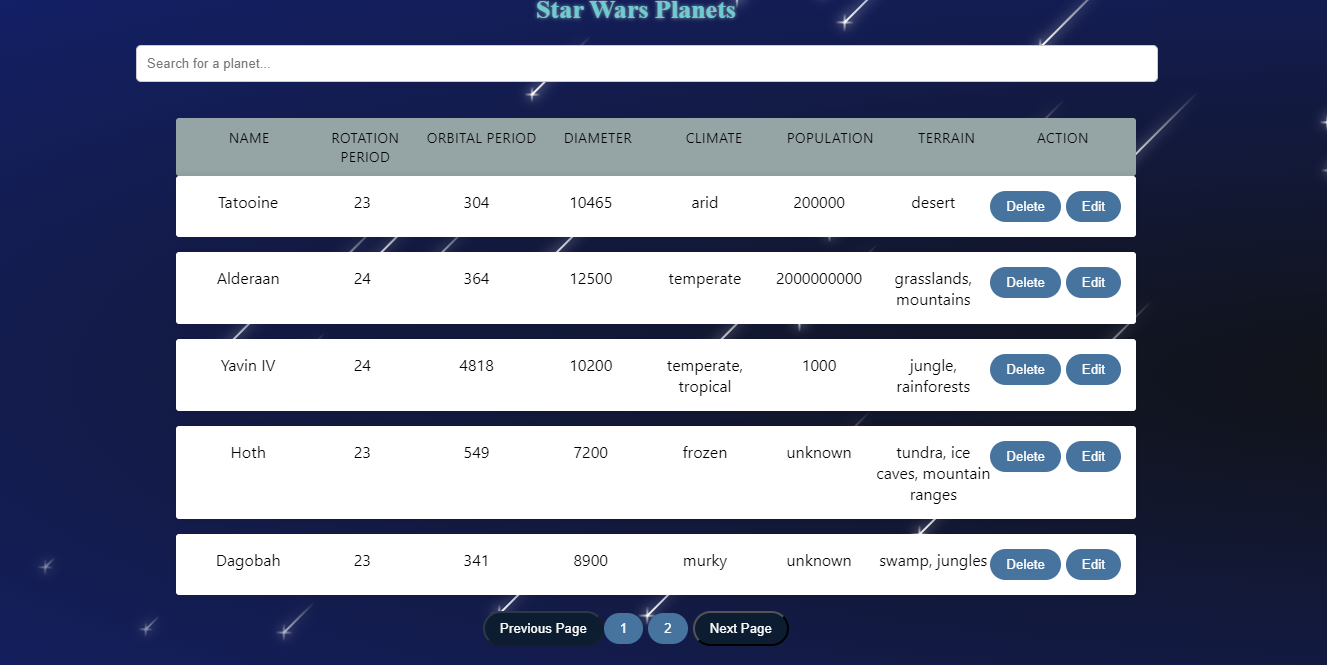 Star Wars Planets
Search for a planet...
NAME ROTATION PERIOD ORBITAL PERIOD DIAMETER CLIMATE POPULATION TERRAIN ACTION
Tatooine 23 304 10465 arid 200000 desert Delete Edit
Alderaan 24 364 12500 temperate 2000000000 grasslands, mountains Delete Edit
Yavin IV 24 4818 10200 temperate, tropical 1000 jungle, rainforests Delete Edit
Hoth 23 549 7200 frozen unknown tundra, ice caves, mountain ranges Delete Edit
Dagobah 23 341 8900 murky unknown swamp, jungles Delete Edit
Previous Page 1 2 Next Page